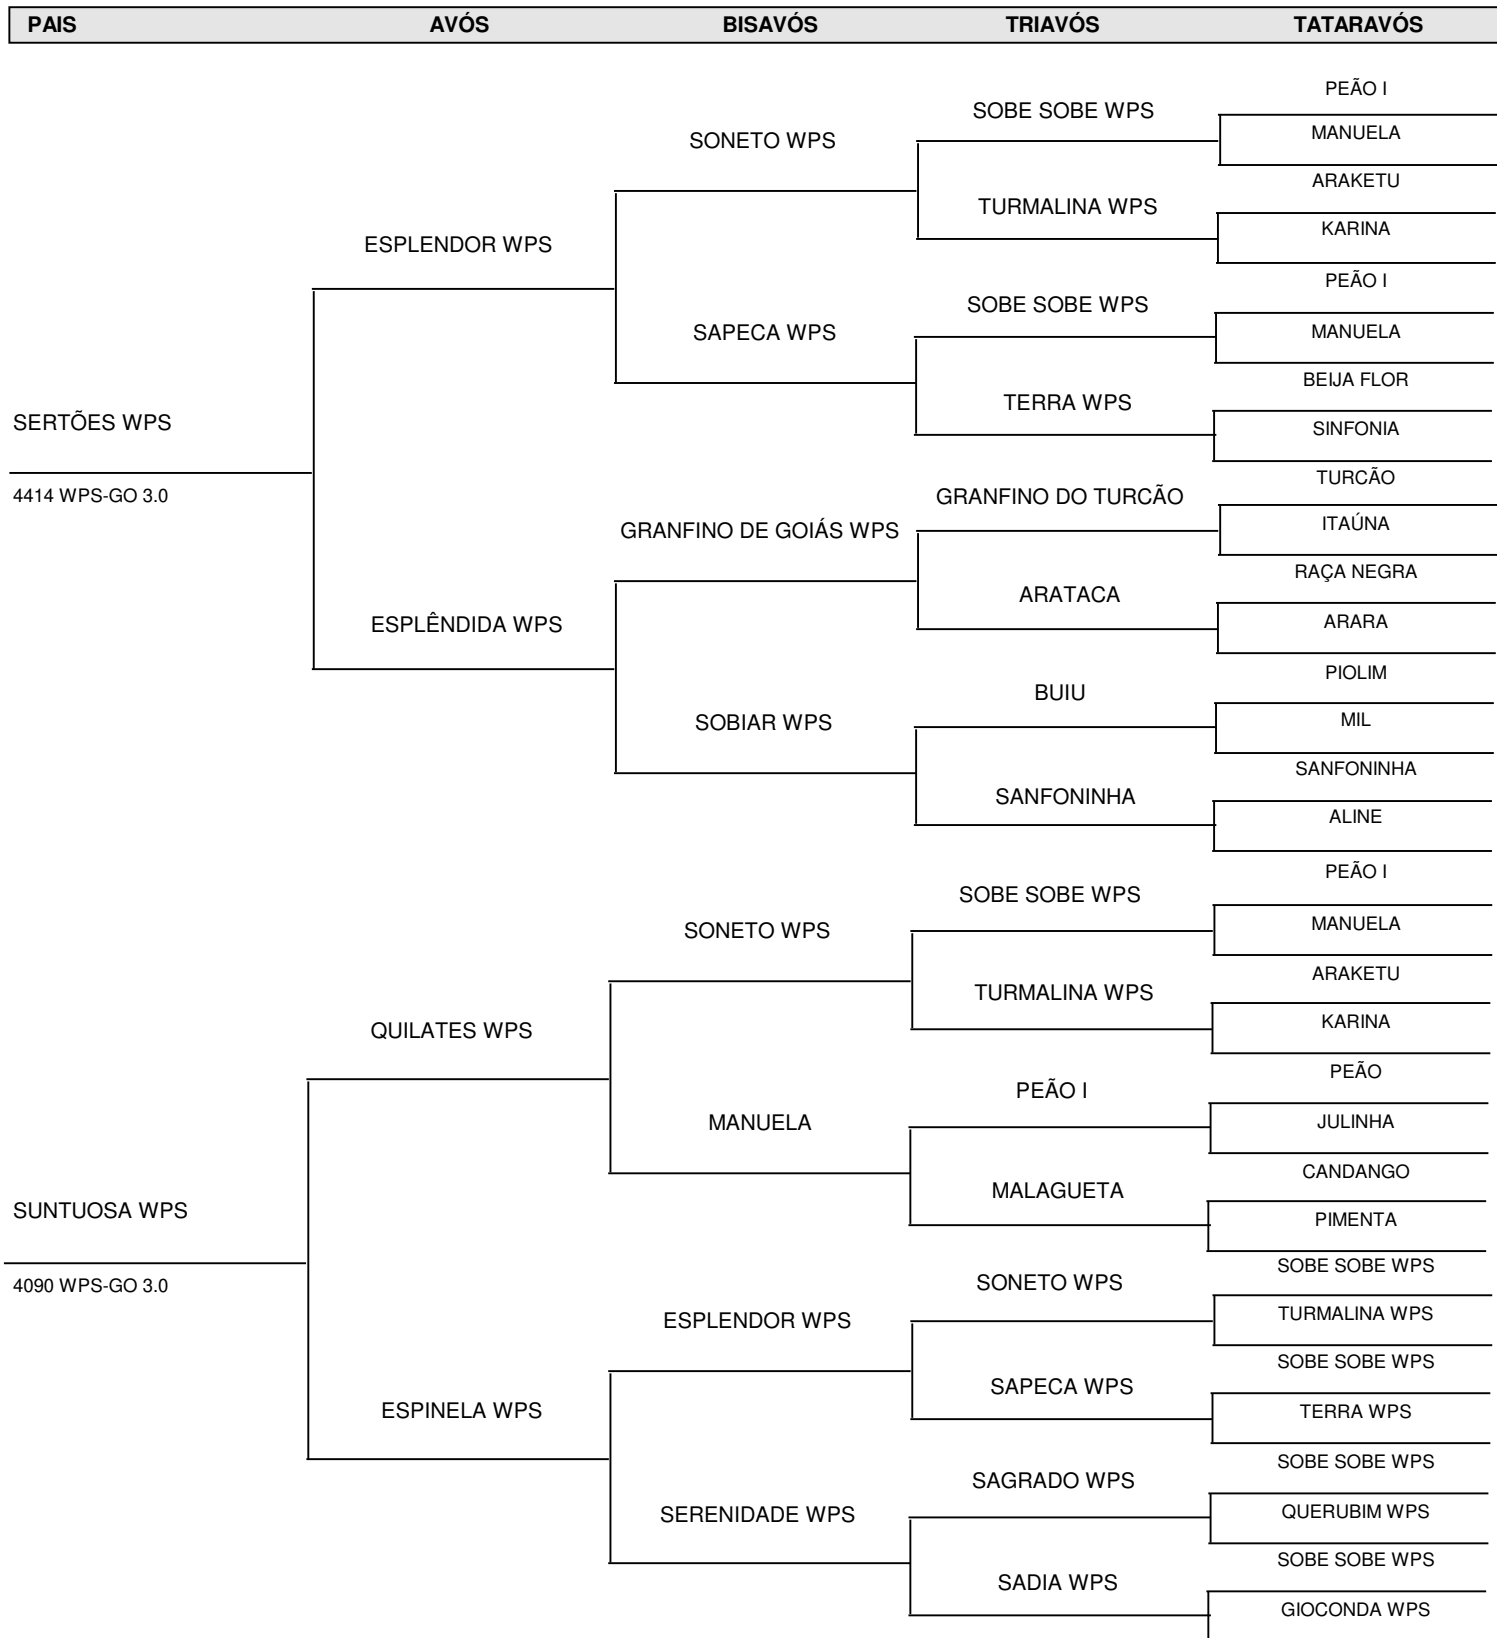 PAIS AVÓS BISAVÓS TRIAVÓS TATARAVÓS
PEÃO I
SOBE SOBE WPS
MANUELA
SONETO WPS
ARAKETU
TURMALINA WPS
KARINA
ESPLENDOR WPS
PEÃO I
SOBE SOBE WPS
MANUELA
SAPECA WPS
BEIJA FLOR
TERRA WPS
SINFONIA
SERTÕES WPS
4414 WPS-GO 3.0
TURCÃO
GRANFINO DO TURCÃO
ITAÚNA
GRANFINO DE GOIÁS WPS
RAÇA NEGRA
ARATACA
ARARA
ESPLÊNDIDA WPS
PIOLIM
BUIU
MIL
SOBIAR WPS
SANFONINHA
SANFONINHA
ALINE
PEÃO I
SOBE SOBE WPS
MANUELA
SONETO WPS
ARAKETU
TURMALINA WPS
KARINA
QUILATES WPS
PEÃO
PEÃO I
JULINHA
MANUELA
CANDANGO
MALAGUETA
PIMENTA
SUNTUOSA WPS
4090 WPS-GO 3.0
SOBE SOBE WPS
SONETO WPS
TURMALINA WPS
ESPLENDOR WPS
SOBE SOBE WPS
SAPECA WPS
TERRA WPS
ESPINELA WPS
SOBE SOBE WPS
SAGRADO WPS
QUERUBIM WPS
SERENIDADE WPS
SOBE SOBE WPS
SADIA WPS
GIOCONDA WPS